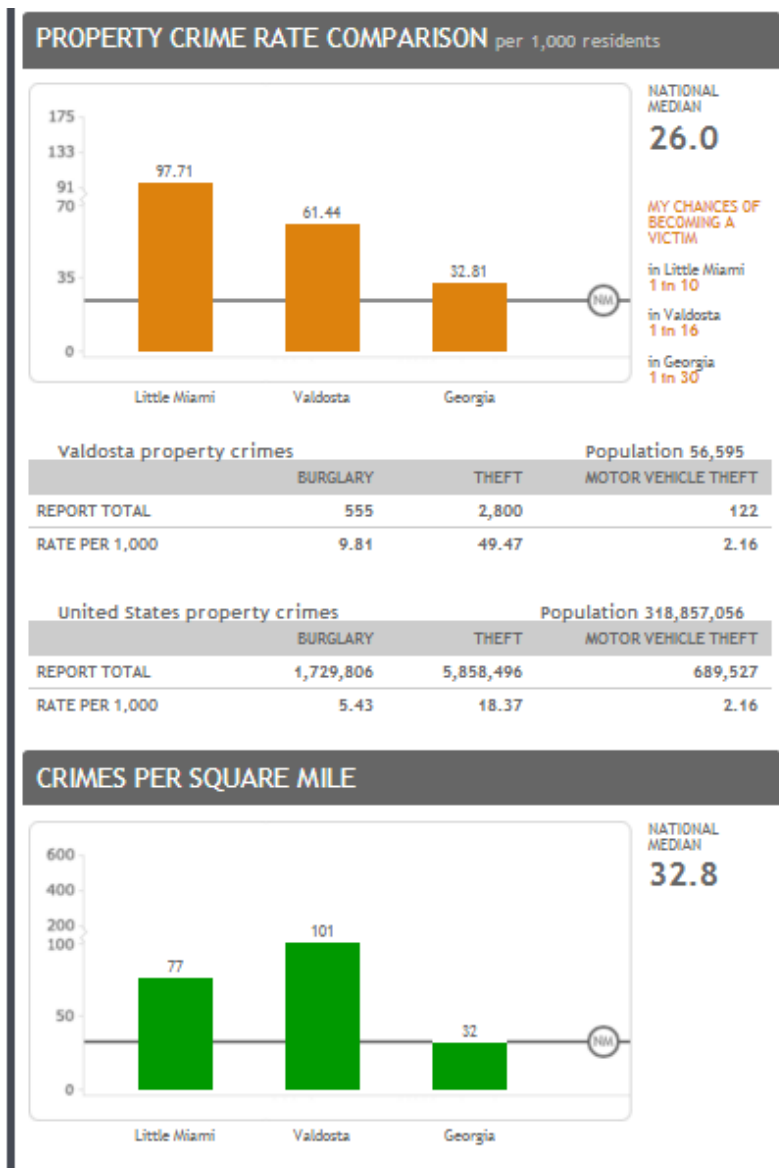 PROPERTY CRIME RATE COMPARISON per 1,000 residents
NATIONAL
MEDIAN
26.0
175
133
91
70
35
0
97.71
61.44
32.81
NM
Little Miami Valdosta Georgia
MY CHANCES OF
BECOMING A
VICTIM
in Little Miami
1 in 10
in Valdosta
1 in 16
in Georgia
1 in 30
Valdosta property crimes Population 56,595
BURGLARY THEFT MOTOR VEHICLE THEFT
REPORT TOTAL 555 2,800 122
RATE PER 1,000 9.81 49.47 2.16
United States property crimes Population 318,857,056
BURGLARY THEFT MOTOR VEHICLE THEFT
REPORT TOTAL 1,729,806 5,858,496 689,527
RATE PER 1,000 5.43 18.37 2.16
CRIMES PER SQUARE MILE
NATIONAL
MEDIAN
32.8
600
400
200
100
50
0
77
101
32
NM
Little Miami Valdosta Georgia